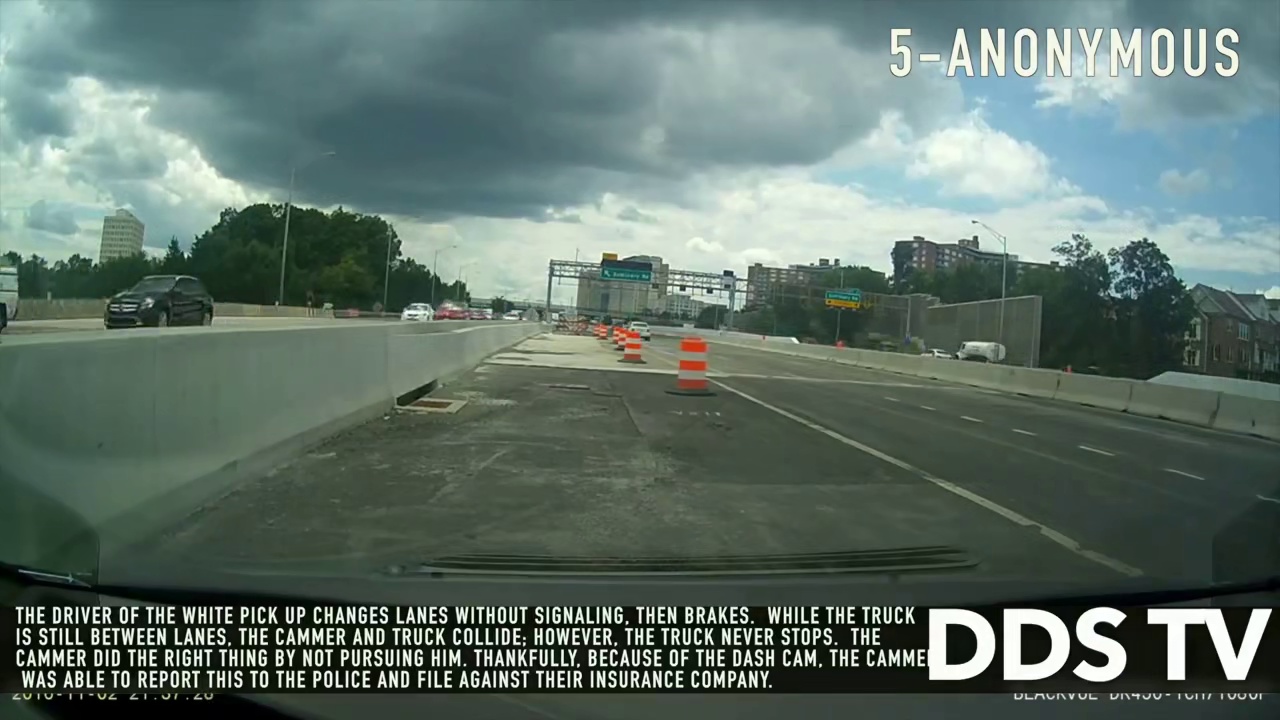 5-ANONYMOUS
Seminary Rd
THE DRIVER OF THE WHITE PICK UP CHANGES LANES WITHOUT SIGNALING, THEN BRAKES. WHILE THE TRUCK
IS STILL BETWEEN LANES, THE CAMMER AND TRUCK COLLIDE; HOWEVER, THE TRUCK NEVER STOPS. THE
CAMMER DID THE RIGHT THING BY NOT PURSUING HIM. THANKFULLY, BECAUSE OF THE DASH CAM, THE CAMME
WAS ABLE TO REPORT THIS TO THE POLICE AND FILE AGAINST THEIR INSURANCE COMPANY.
DDS TV